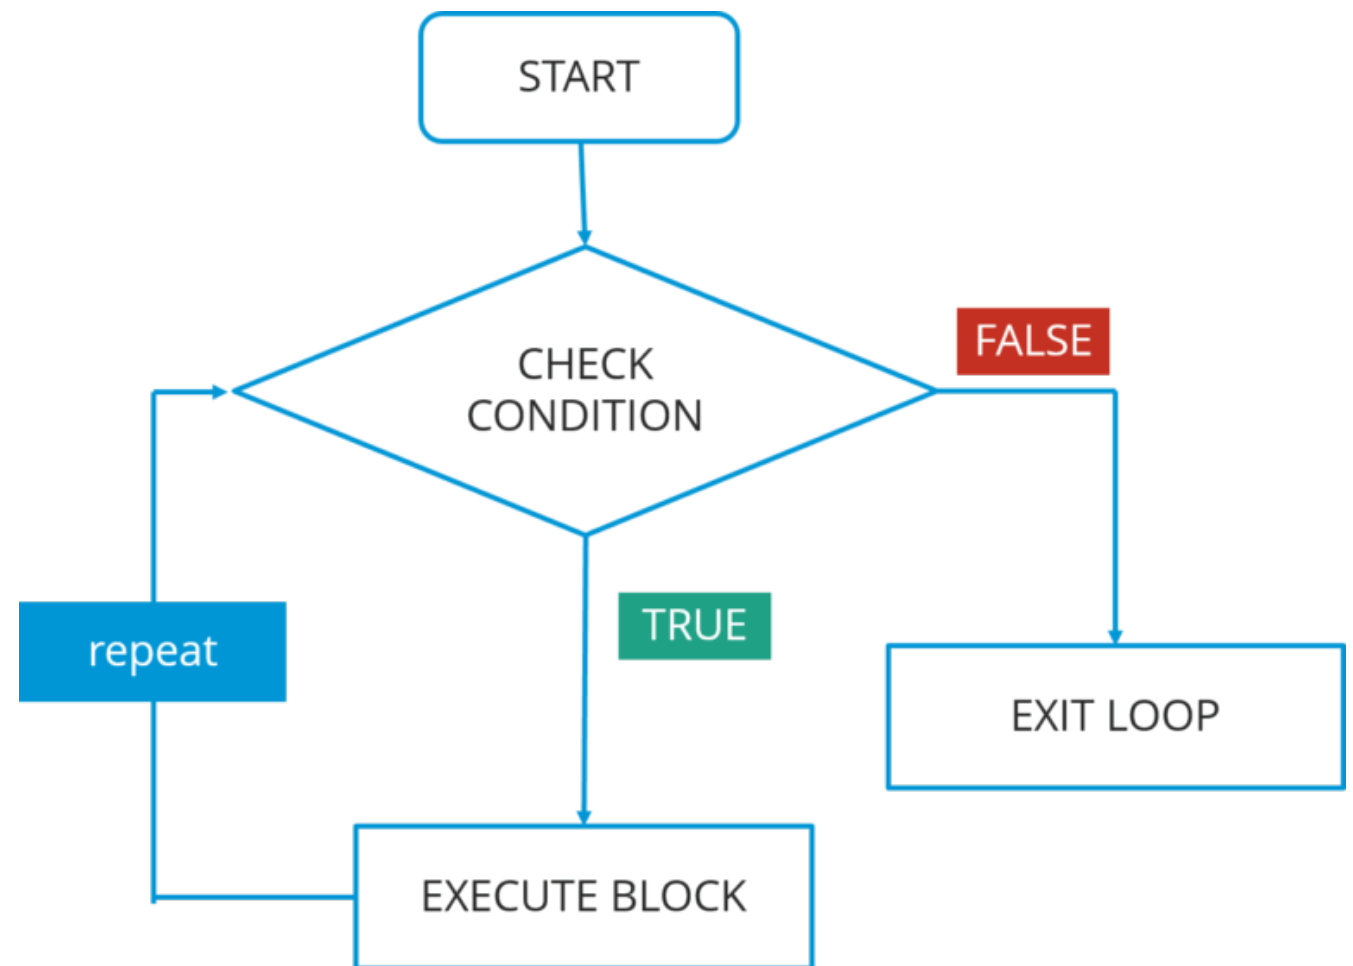 START
CHECK
CONDITION
FALSE
TRUE
repeat
EXIT LOOP
EXECUTE BLOCK